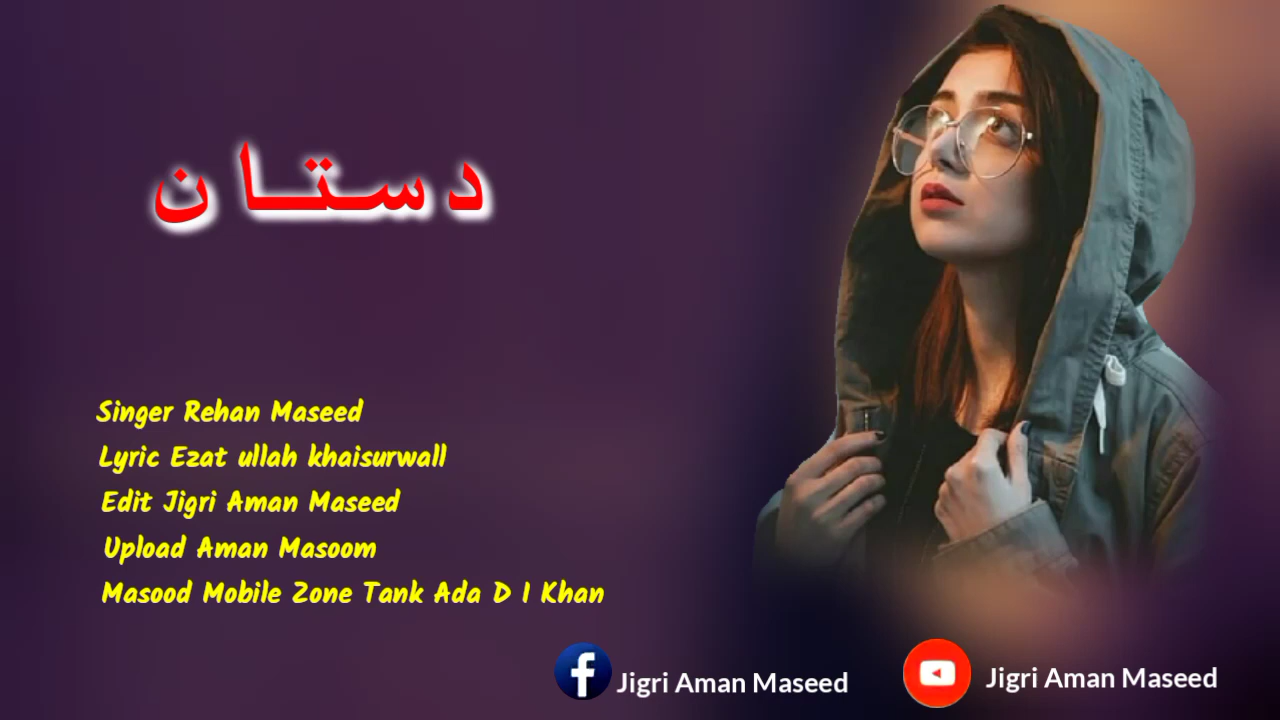 دستان
Singer Rehan Maseed
Lyric Ezat ullah khaisurwall
Edit Jigri Aman Maseed
Upload Aman Masoom
Masood Mobile Zone Tank Ada D I Khan
Jigri Aman Maseed
Jigri Aman Maseed